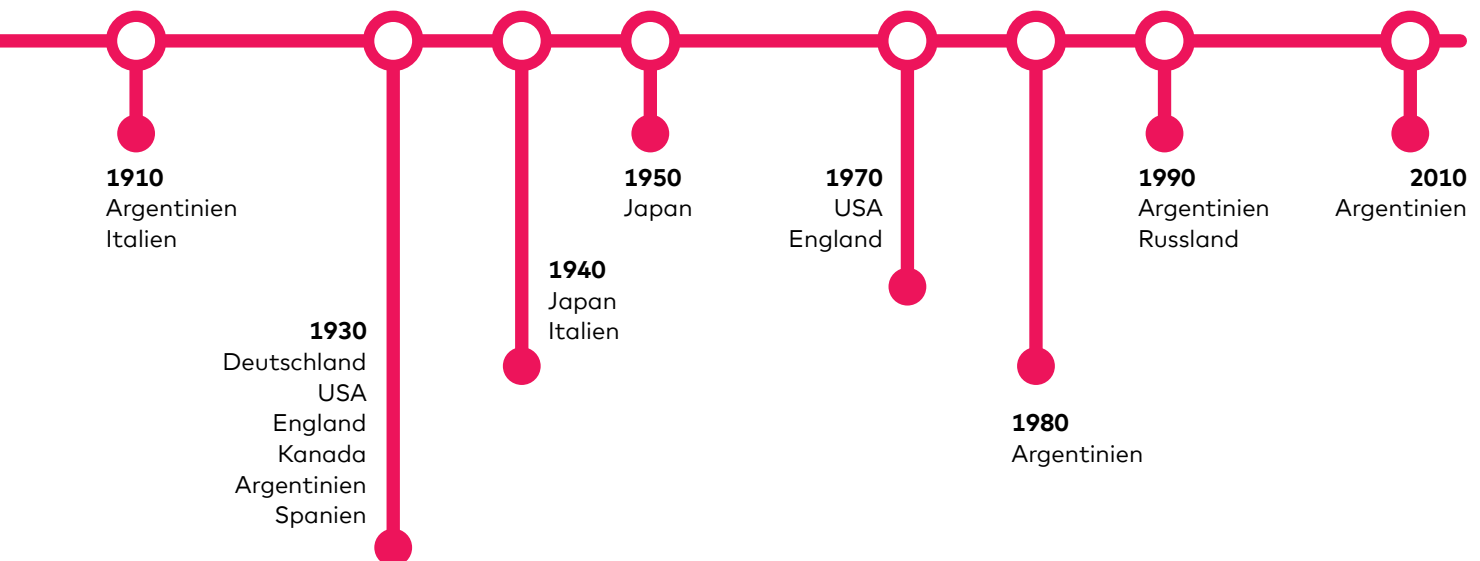 1910
Argentinien
Italien
1930
Deutschland
USA
England
Kanada
Argentinien
Spanien
1940
Japan
Italien
1950
Japan
1970
USA
England
1980
Argentinien
1990
Argentinien
Russland
2010
Argentinien